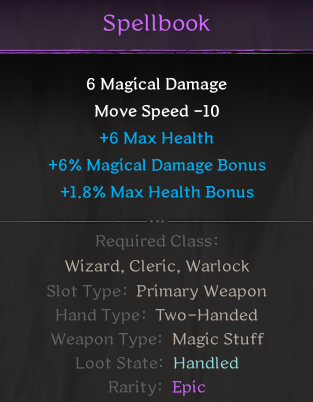 Spellbook
6 Magical Damage
Move Speed -10
+6 Max Health
+6% Magical Damage Bonus
+1.8% Max Health Bonus
Required Class:
Wizard, Cleric, Warlock
Slot Type: Primary Weapon
Hand Type: Two-Handed
Weapon Type: Magic Stuff
Loot State: Handled
Rarity: Epic